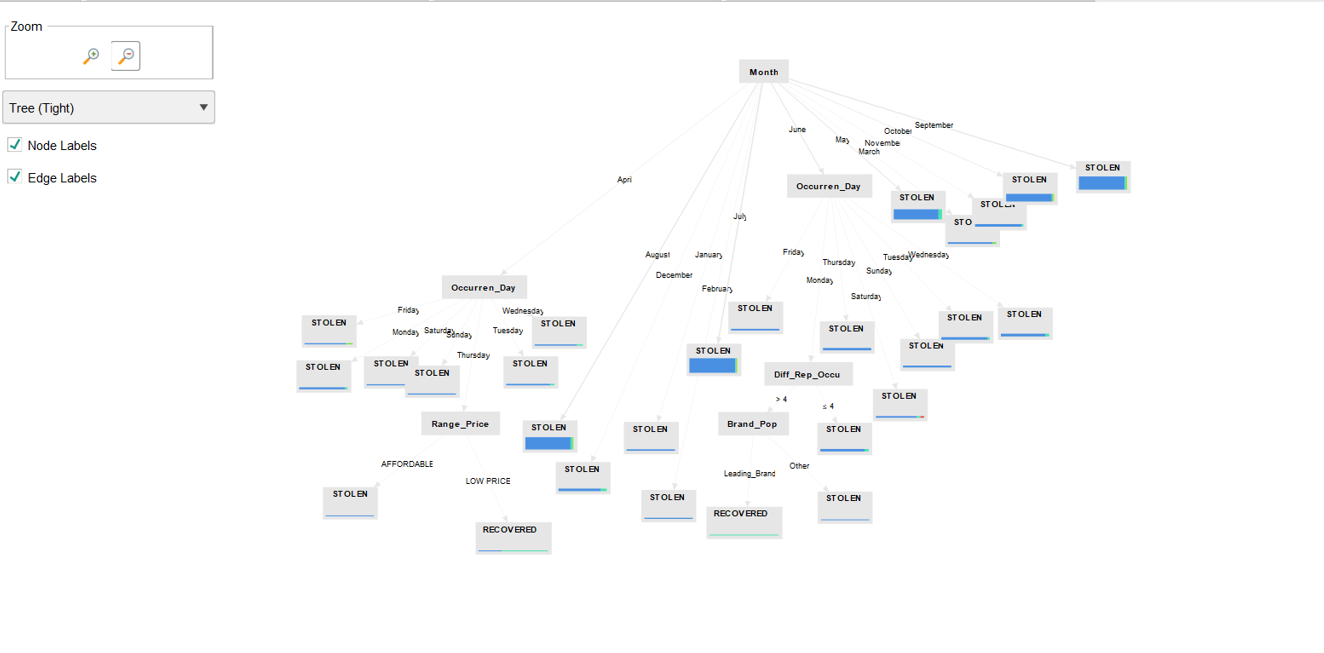 Zoom
Tree (Tight)
Node Labels
Edge Labels
Month
September
June
October
May
Novembe
March
STOLEN
STOLEN
Occurren_Day
Apri
STOLEN
STOLEN
STO
July
August
January
December
February
Friday
Thursday
Tuesday
Wednesday
Sunday
Monday
Saturday
Occurren_Day
Friday
Monday
Saturday
Sunday
Wednesday
Tuesday
Thursday
STOLEN
STOLEN
STOLEN
STOLEN
STOLEN
STOLEN
STOLEN
STOLEN
STOLEN
STOLEN
STOLEN
STOLEN
Diff_Rep_Occu
> 4
≤ 4
STOLEN
Range_Price
Brand_Pop
STOLEN
STOLEN
STOLEN
AFFORDABLE
LOW PRICE
STOLEN
Leading_Brand
Other
STOLEN
STOLEN
STOLEN
RECOVERED
RECOVERED